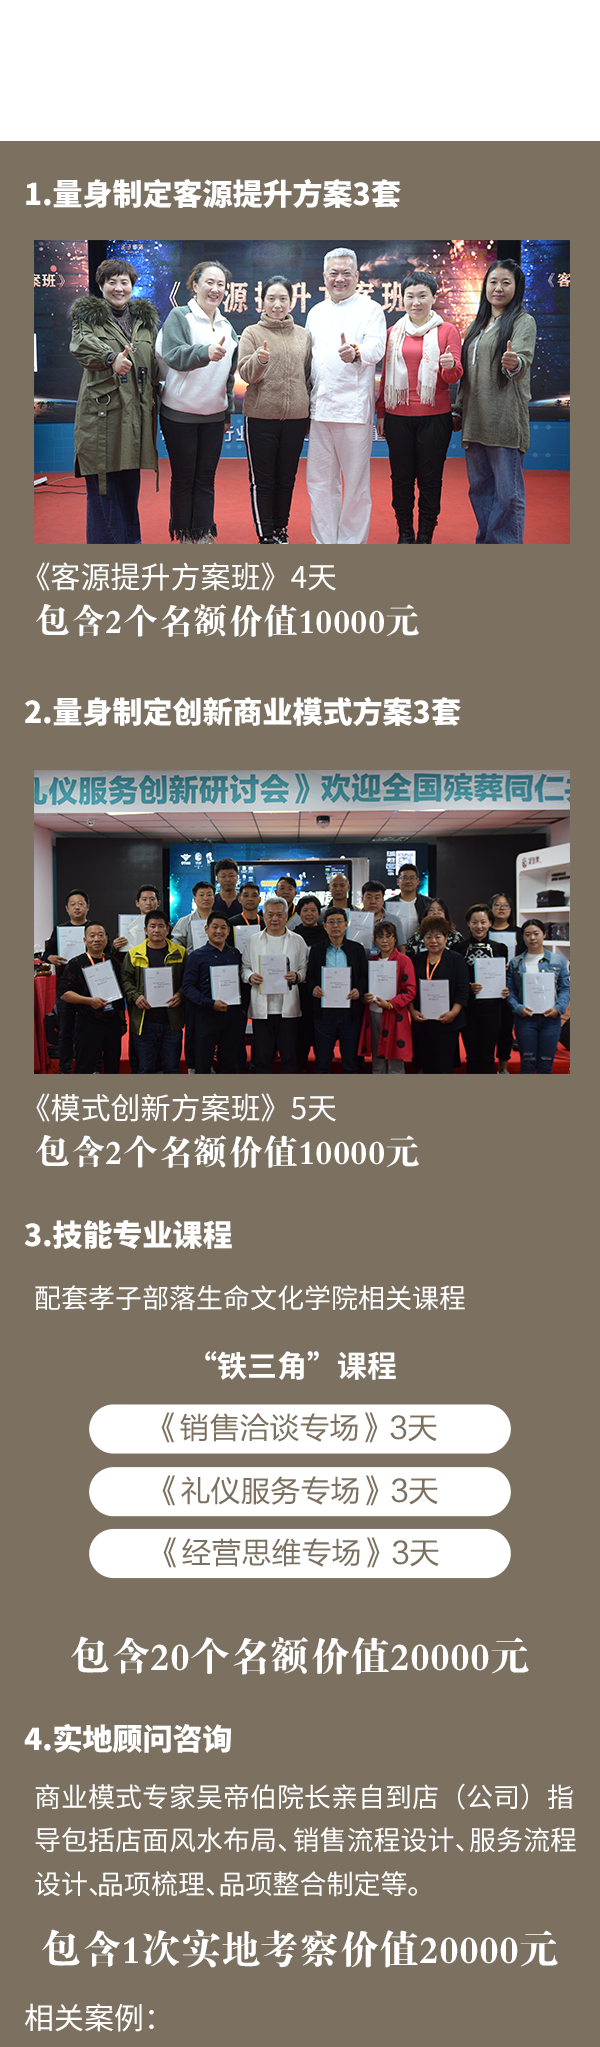 1.量身制定客源提升方案3套
案班》
《客源提升方案班》
《客
行业
《客源提升方案班》4天
包含2个名额价值10000元
2.量身制定创新商业模式方案3套
礼仪服务创新研讨会》欢迎全国殡葬同仁
《模式创新方案班》5天
包含2个名额价值10000元
3.技能专业课程
配套孝子部落生命文化学院相关课程
“铁三角”课程
《销售洽谈专场》3天
《礼仪服务专场》3天
《经营思维专场》3天
包含20个名额价值20000元
4.实地顾问咨询
商业模式专家吴帝伯院长亲自到店（公司）指
导包括店面风水布局、销售流程设计、服务流程
设计、品项梳理、品项整合制定等。
包含1次实地考察价值20000元
相关案例：